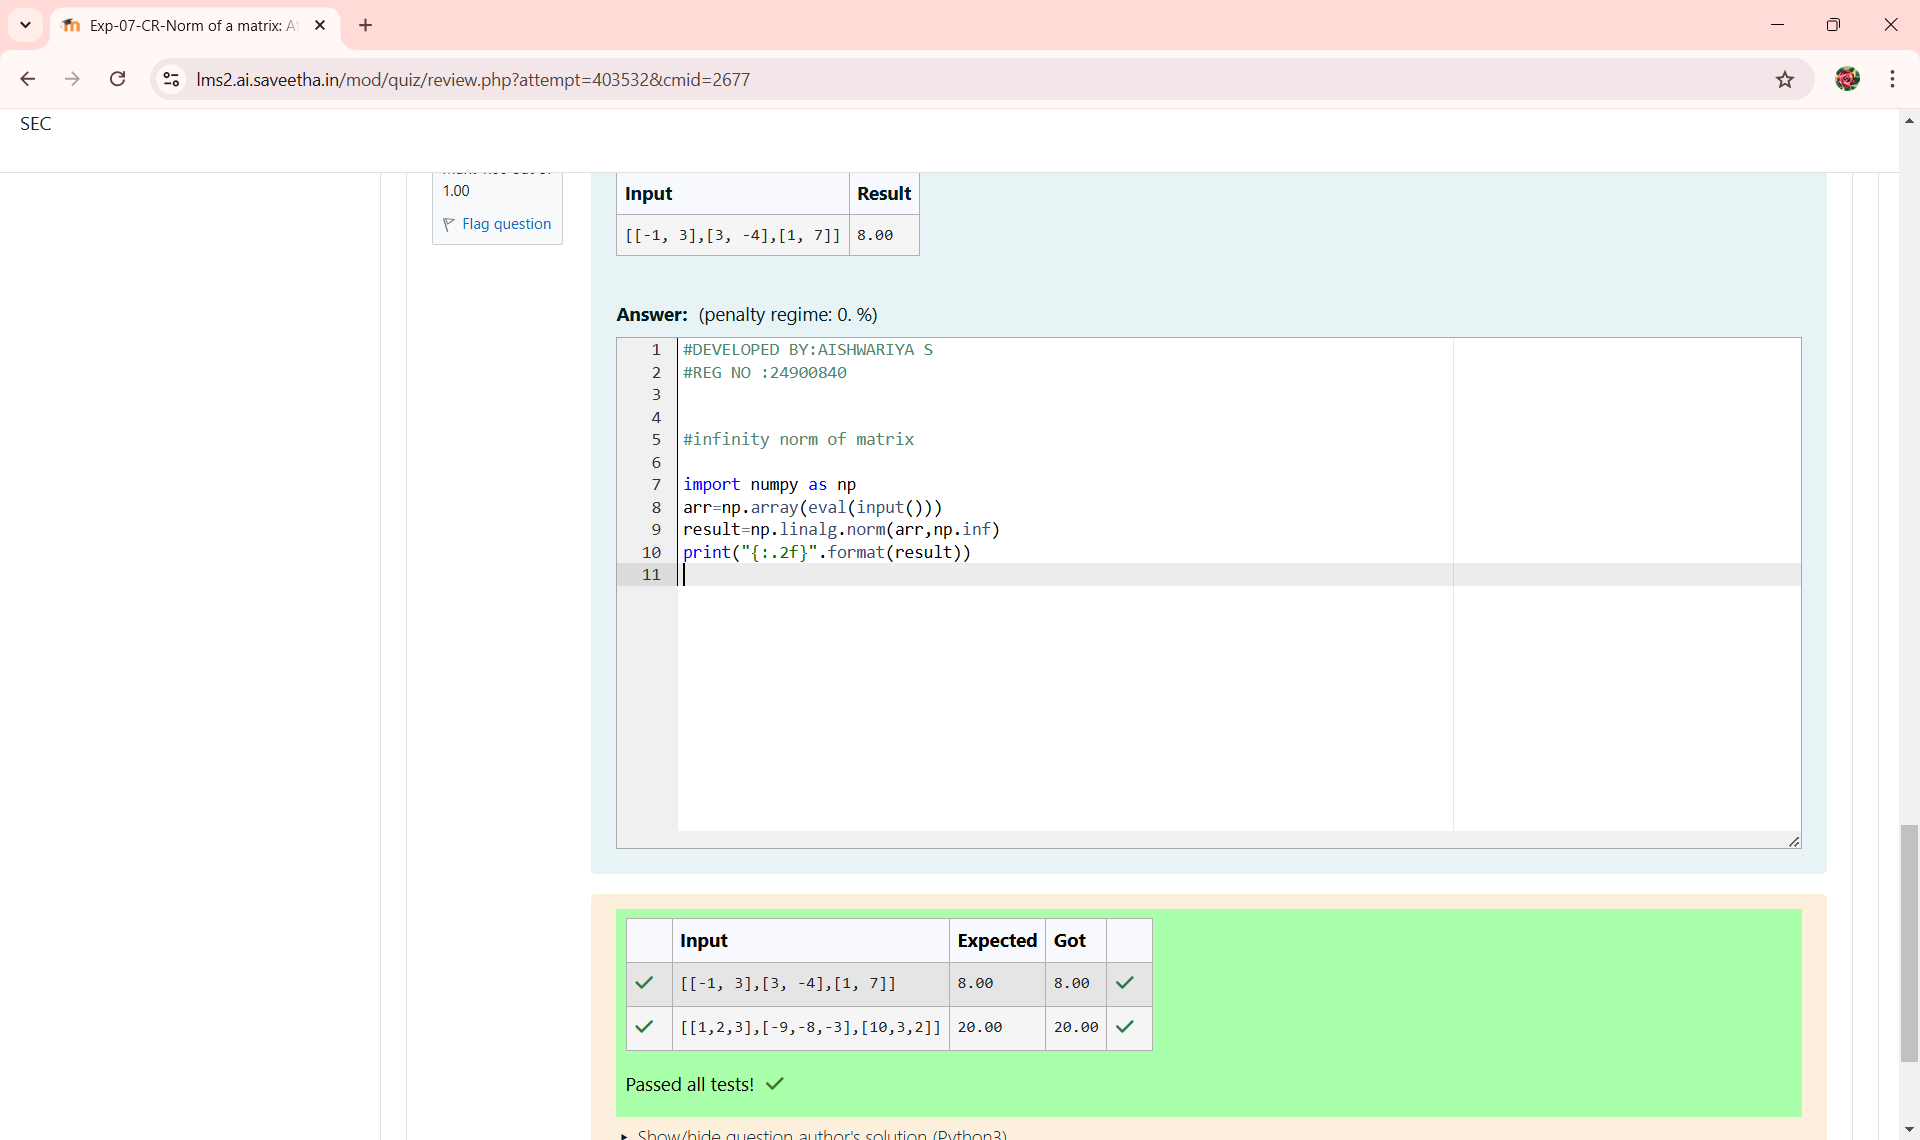 Exp-07-CR-Norm of a matrix: A
lms2.ai.saveetha.in/mod/quiz/review.php?attempt=403532&cmid=2677
SEC
1.00
Flag question
Input Result
[[-1, 3],[3, -4],[1, 7]] 8.00
Answer: (penalty regime: 0. %)
1 #DEVELOPED BY:AISHWARIYA S
2 #REG NO :24900840
3
4
5 #infinity norm of matrix
6
7 import numpy as np
8 arr=np.array(eval(input()))
9 result=np.linalg.norm(arr,np.inf)
10 print("{:.2f}".format(result))
11
Input Expected Got
[[-1, 3],[3, -4],[1, 7]] 8.00 8.00
[[1,2,3],[-9,-8,-3],[10,3,2]] 20.00 20.00
Passed all tests!
Show/hide question author's solution (Python3)